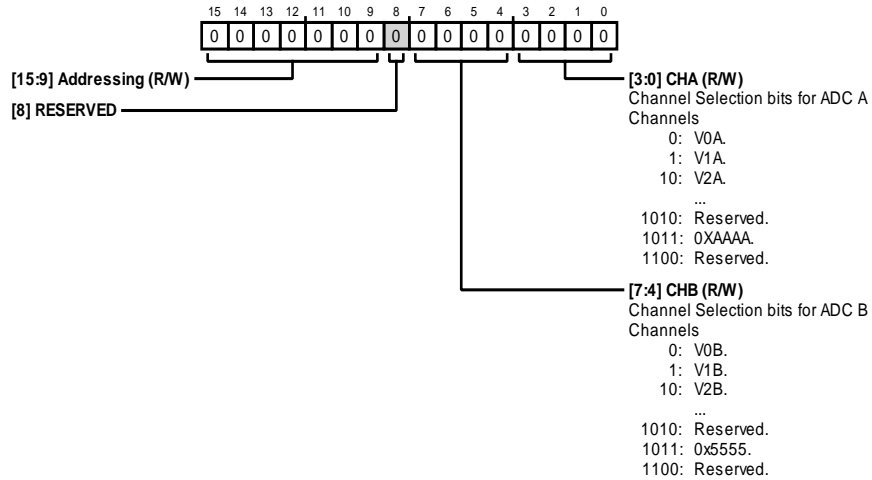 15 14 13 12 11 10 9 8 7 6 5 4 3 2 1 0
0 0 0 0 0 0 0 0 0 0 0 0 0 0 0 0
[15:9] Addressing (R/W)
[8] RESERVED
[3:0] CHA (R/W)
Channel Selection bits for ADC A
Channels
0: V0A.
1: V1A.
10: V2A.
...
1010: Reserved.
1011: 0XAAAA.
1100: Reserved.
[7:4] CHB (R/W)
Channel Selection bits for ADC B
Channels
0: V0B.
1: V1B.
10: V2B.
...
1010: Reserved.
1011: 0x5555.
1100: Reserved.